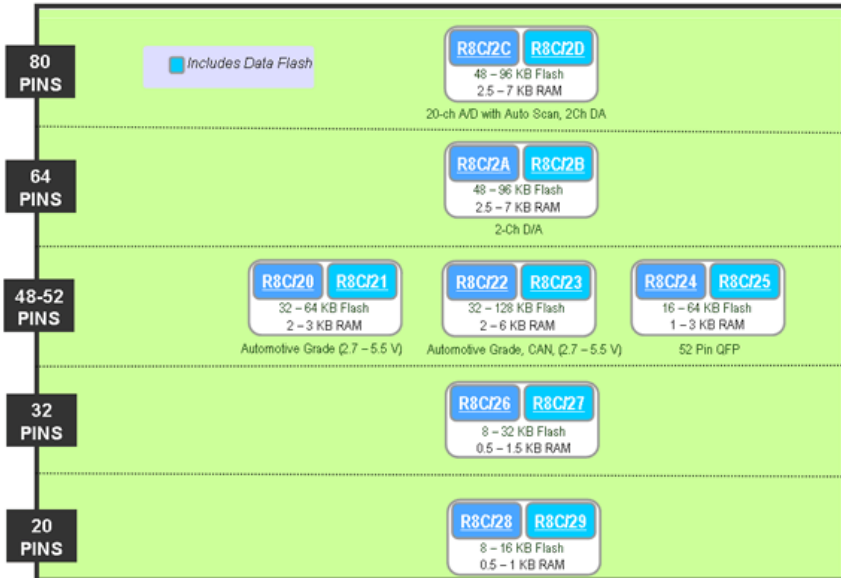 80
PINS
Includes Data Flash
R8C/2C R8C/2D
48 – 96 KB Flash
2.5 – 7 KB RAM
20-ch A/D with Auto Scan, 2Ch DA
64
PINS
R8C/2A R8C/2B
48 – 96 KB Flash
2.5 – 7 KB RAM
2-Ch D/A
48-52
PINS
R8C/20 R8C/21
32 – 64 KB Flash
2 – 3 KB RAM
Automotive Grade (2.7 – 5.5 V)
R8C/22 R8C/23
32 – 128 KB Flash
2 – 6 KB RAM
Automotive Grade, CAN, (2.7 – 5.5 V)
R8C/24 R8C/25
16 – 64 KB Flash
1 – 3 KB RAM
52 Pin QFP
32
PINS
R8C/26 R8C/27
8 – 32 KB Flash
0.5 – 1.5 KB RAM
20
PINS
R8C/28 R8C/29
8 – 16 KB Flash
0.5 – 1 KB RAM